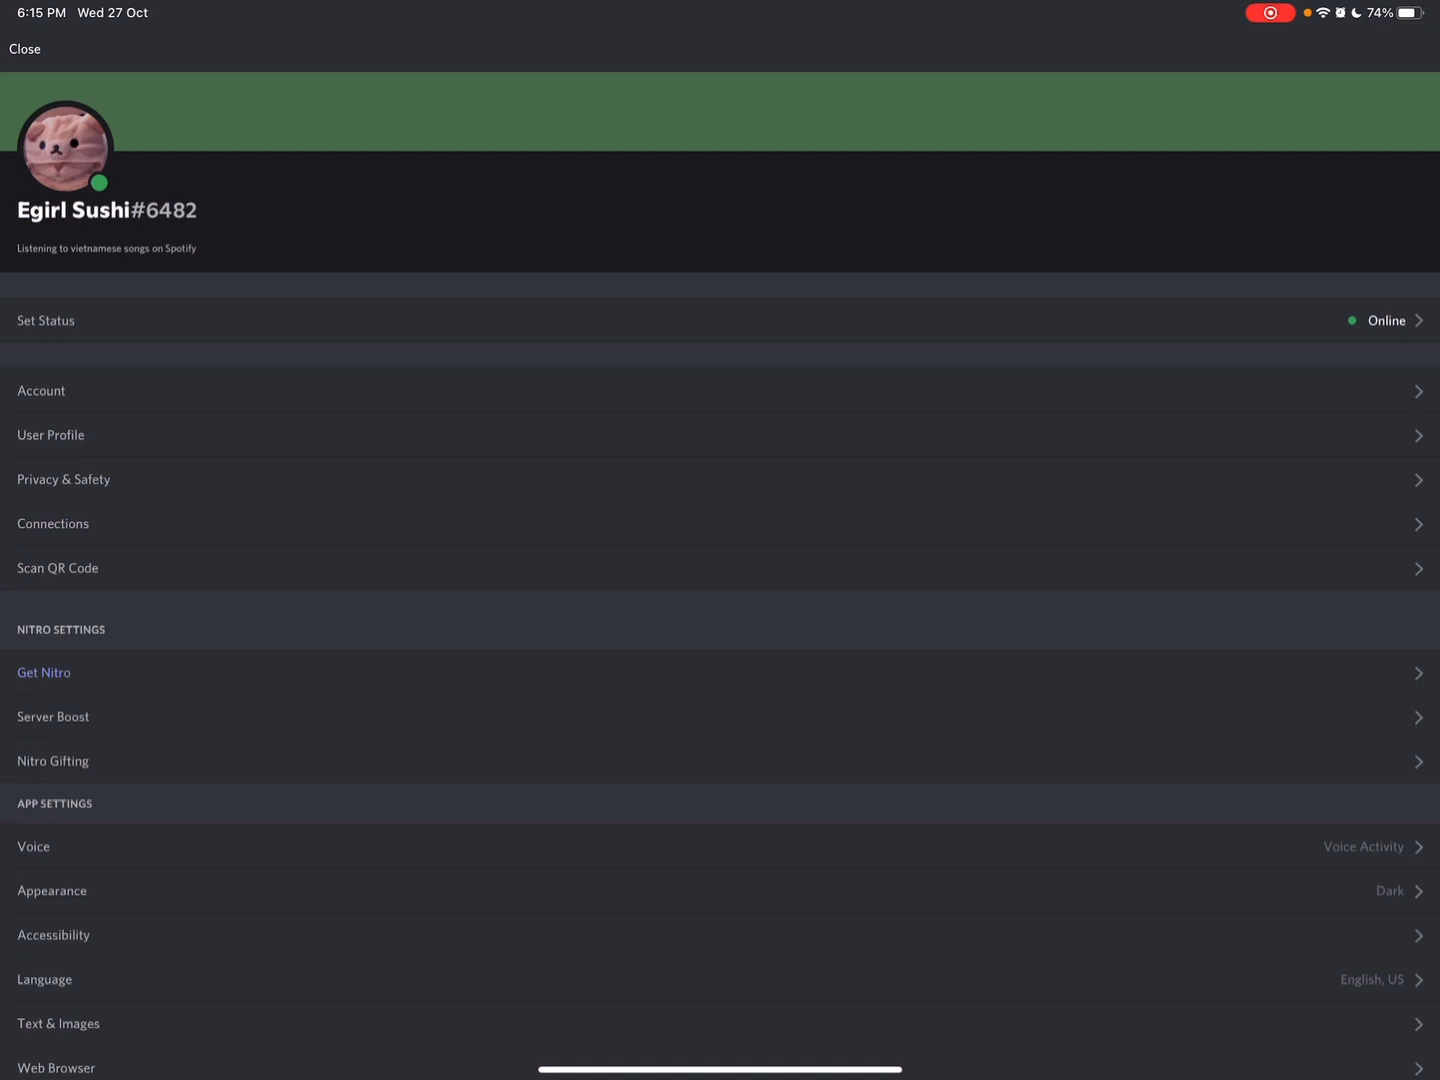 6:15 PM Wed 27 Oct
74%
Close
Egirl Sushi#6482
Listening to vietnamese songs on Spotify
Set Status
Online
Account
User Profile
Privacy & Safety
Connections
Scan QR Code
NITRO SETTINGS
Get Nitro
Server Boost
Nitro Gifting
APP SETTINGS
Voice
Voice Activity
Appearance
Dark
Accessibility
Language
English, US
Text & Images
Web Browser